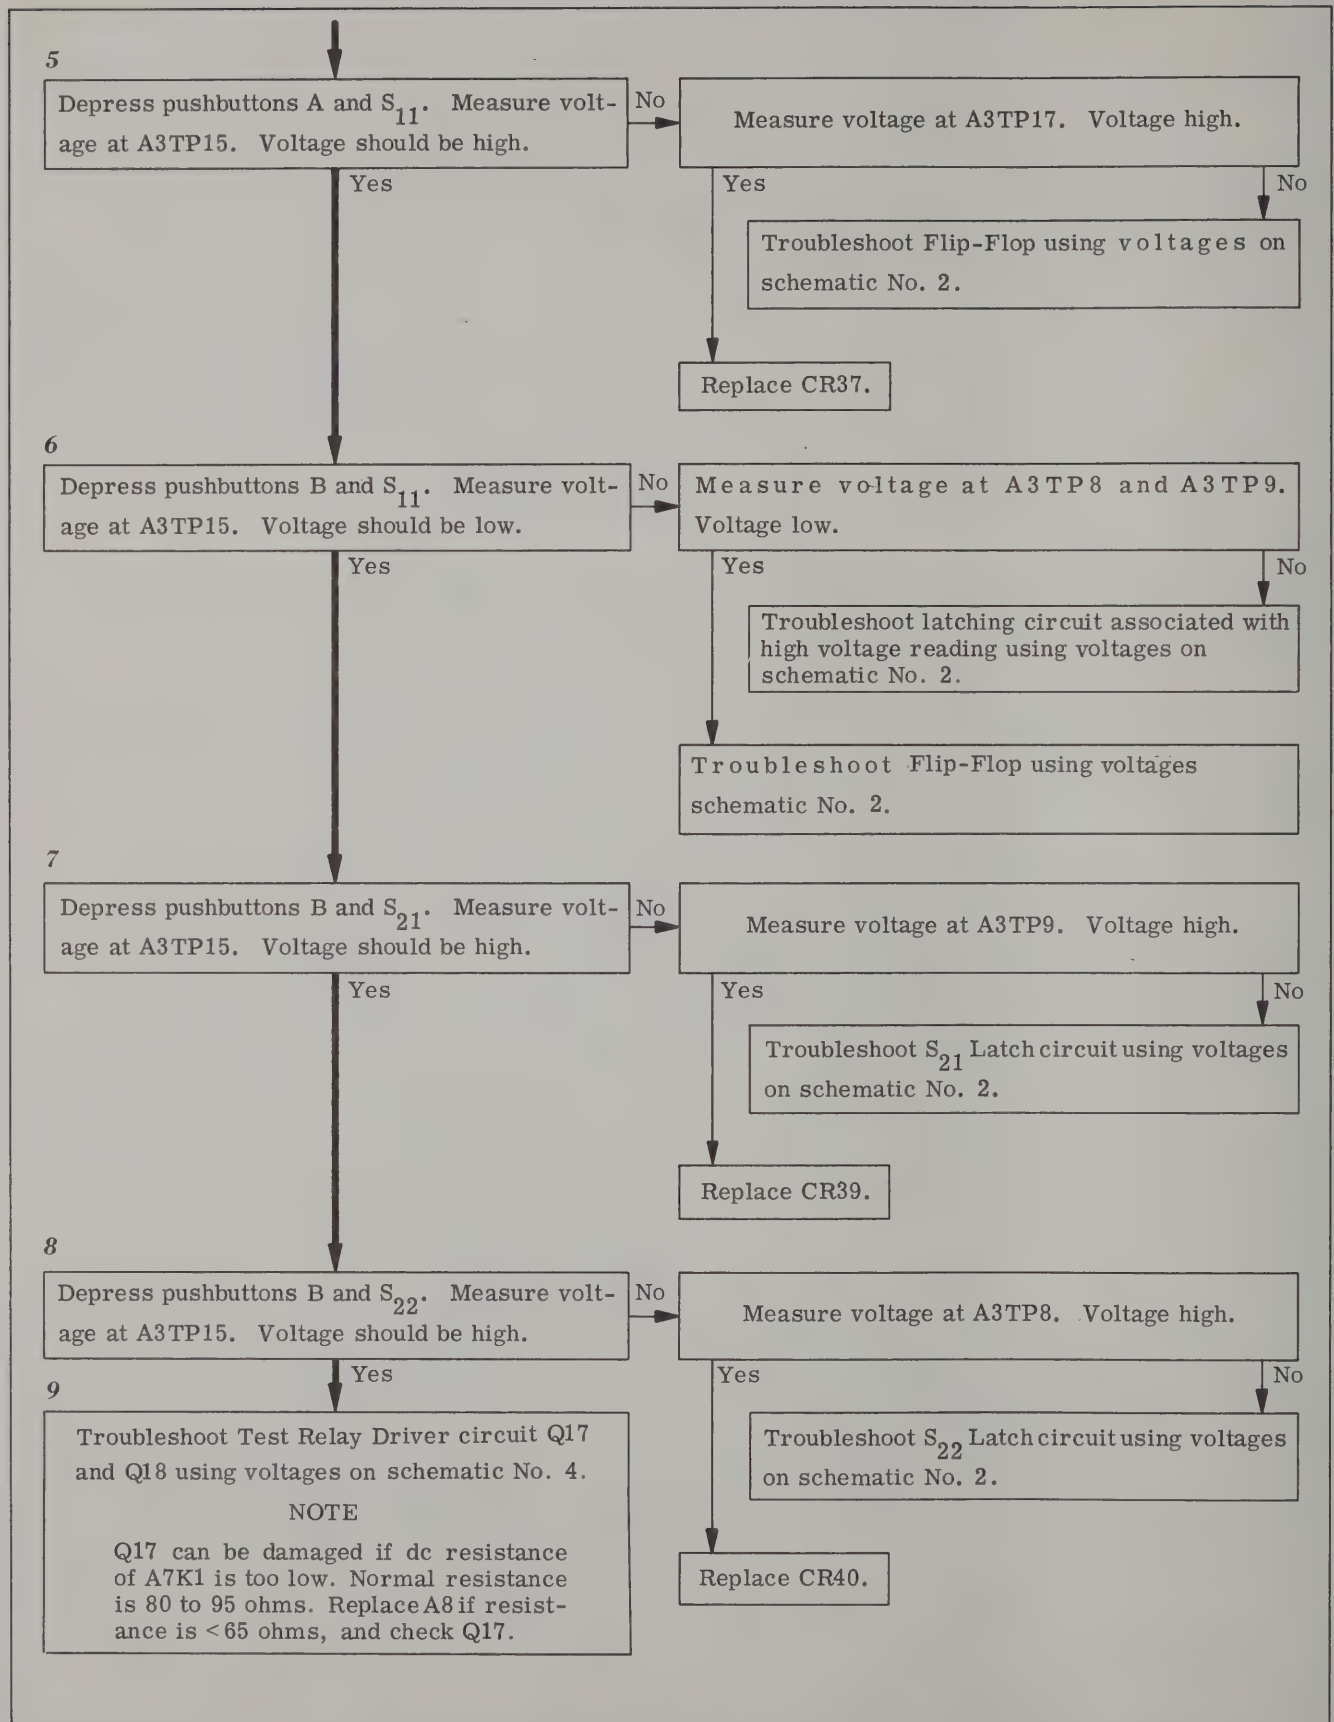 5
Depress pushbuttons A and S11. Measure volt-
age at A3TP15. Voltage should be high.
No
Measure voltage at A3TP17. Voltage high.
Yes
Yes
No
Troubleshoot Flip-Flop using voltages on
schematic No. 2.
Replace CR37.
6
Depress pushbuttons B and S11. Measure volt-
age at A3TP15. Voltage should be low.
No
Measure voltage at A3TP8 and A3TP9.
Voltage low.
Yes
Yes
No
Troubleshoot latching circuit associated with
high voltage reading using voltages on
schematic No. 2.
Troubleshoot Flip-Flop using voltages
schematic No. 2.
7
Depress pushbuttons B and S21. Measure volt-
age at A3TP15. Voltage should be high.
No
Measure voltage at A3TP9. Voltage high.
Yes
Yes
No
Troubleshoot S21 Latch circuit using voltages
on schematic No. 2.
Replace CR39.
8
Depress pushbuttons B and S22. Measure volt-
age at A3TP15. Voltage should be high.
No
Measure voltage at A3TP8. Voltage high.
Yes
Yes
No
9
Troubleshoot Test Relay Driver circuit Q17
and Q18 using voltages on schematic No. 4.
NOTE
Q17 can be damaged if dc resistance
of A7K1 is too low. Normal resistance
is 80 to 95 ohms. Replace A8 if resist-
ance is <65 ohms, and check Q17.
Troubleshoot S22 Latch circuit using voltages
on schematic No. 2.
Replace CR40.